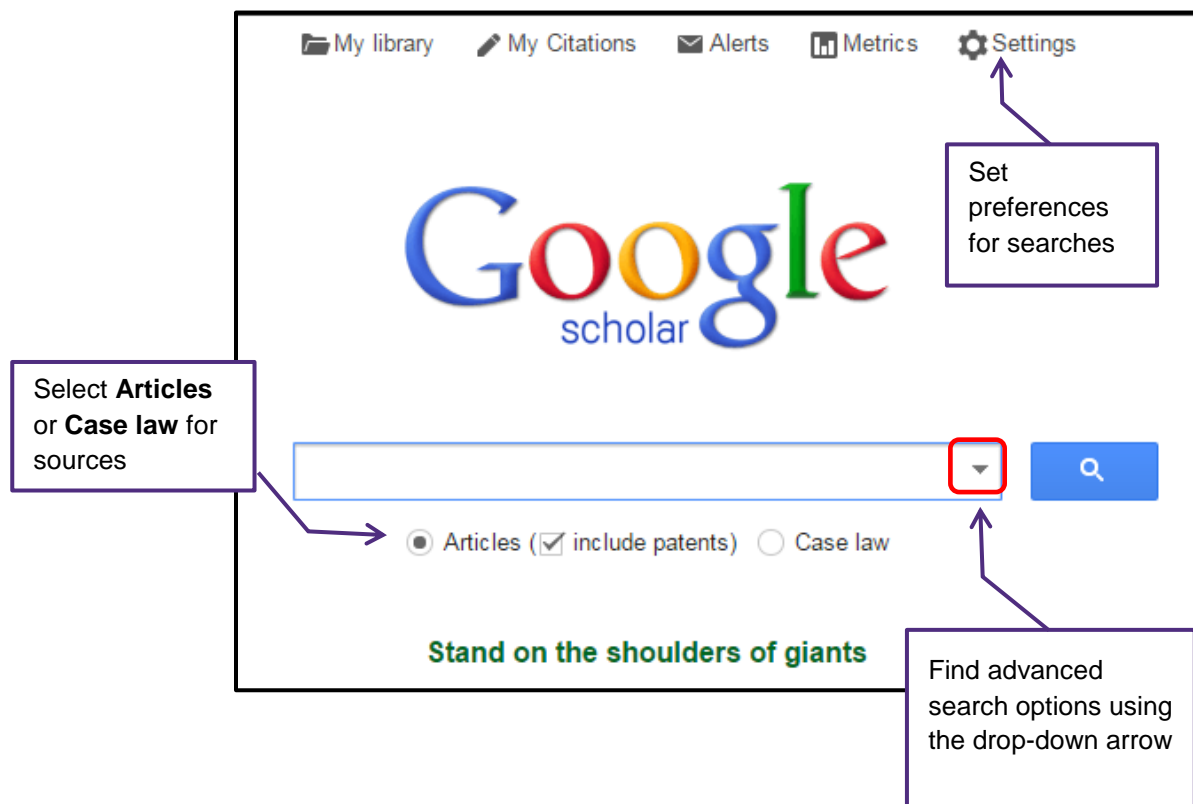 My library My Citations Alerts Metrics Settings
Set
preferences
for searches
Google
scholar
Select Articles
or Case law for
sources
Articles (include patents) Case law
Stand on the shoulders of giants
Find advanced
search options using
the drop-down arrow